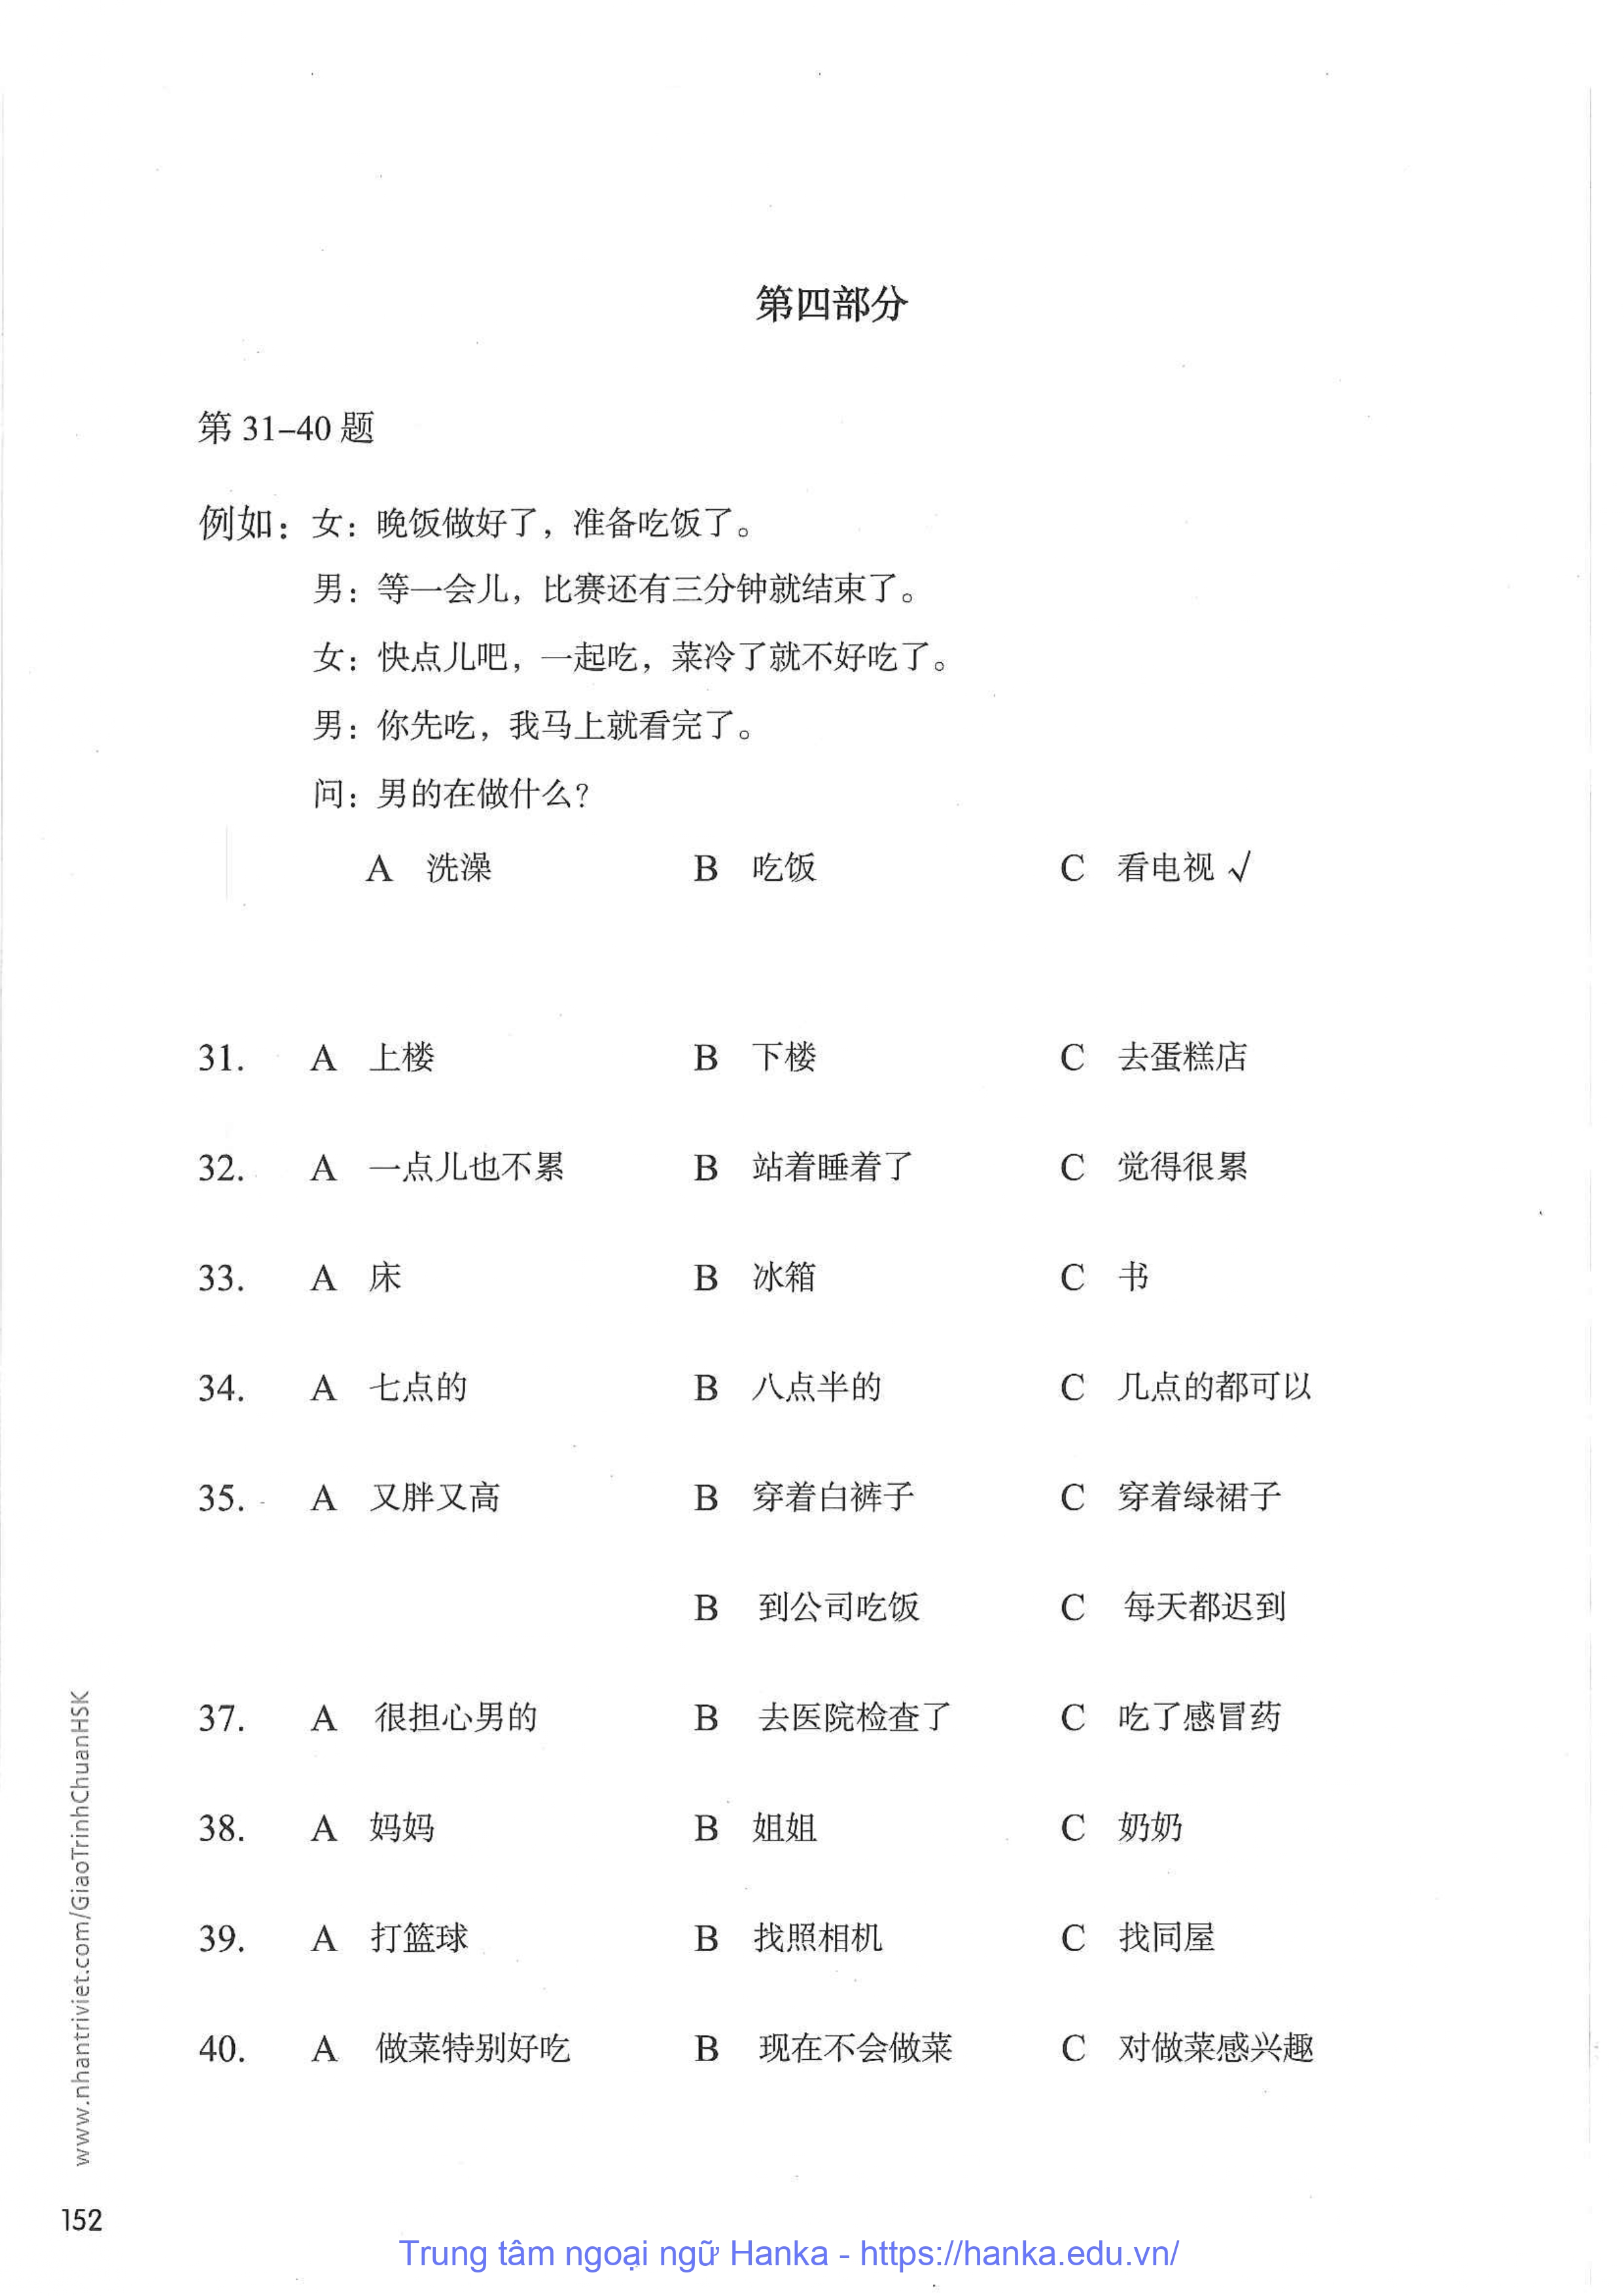 第四部分
第 31–40 题
例如： 女：晚饭做好了，准备吃饭了。
男：等一会儿，比赛还有三分钟就结束了。
女：快点儿吧，一起吃，菜冷了就不好吃了。
男：你先吃，我马上就看完了。
问：男的在做什么？
A 洗澡 B 吃饭 C 看电视 √
31. A 上楼 B 下楼 C 去蛋糕店
32. A 一点儿也不累 B 站着睡着了 C 觉得很累
33. A 床 B 冰箱 C 书
34. A 七点的 B 八点半的 C 几点的都可以
35. A 又胖又高 B 穿着白裤子 C 穿着绿裙子
B 到公司吃饭 C 每天都迟到
37. A 很担心男的 B 去医院检查了 C 吃了感冒药
38. A 妈妈 B 姐姐 C 奶奶
39. A 打篮球 B 找照相机 C 找同屋
40. A 做菜特别好吃 B 现在不会做菜 C 对做菜感兴趣
www.nhantriviet.com/GiaoTrinhChuanHSK
152
Trung tâm ngoại ngữ Hanka - https://hanka.edu.vn/